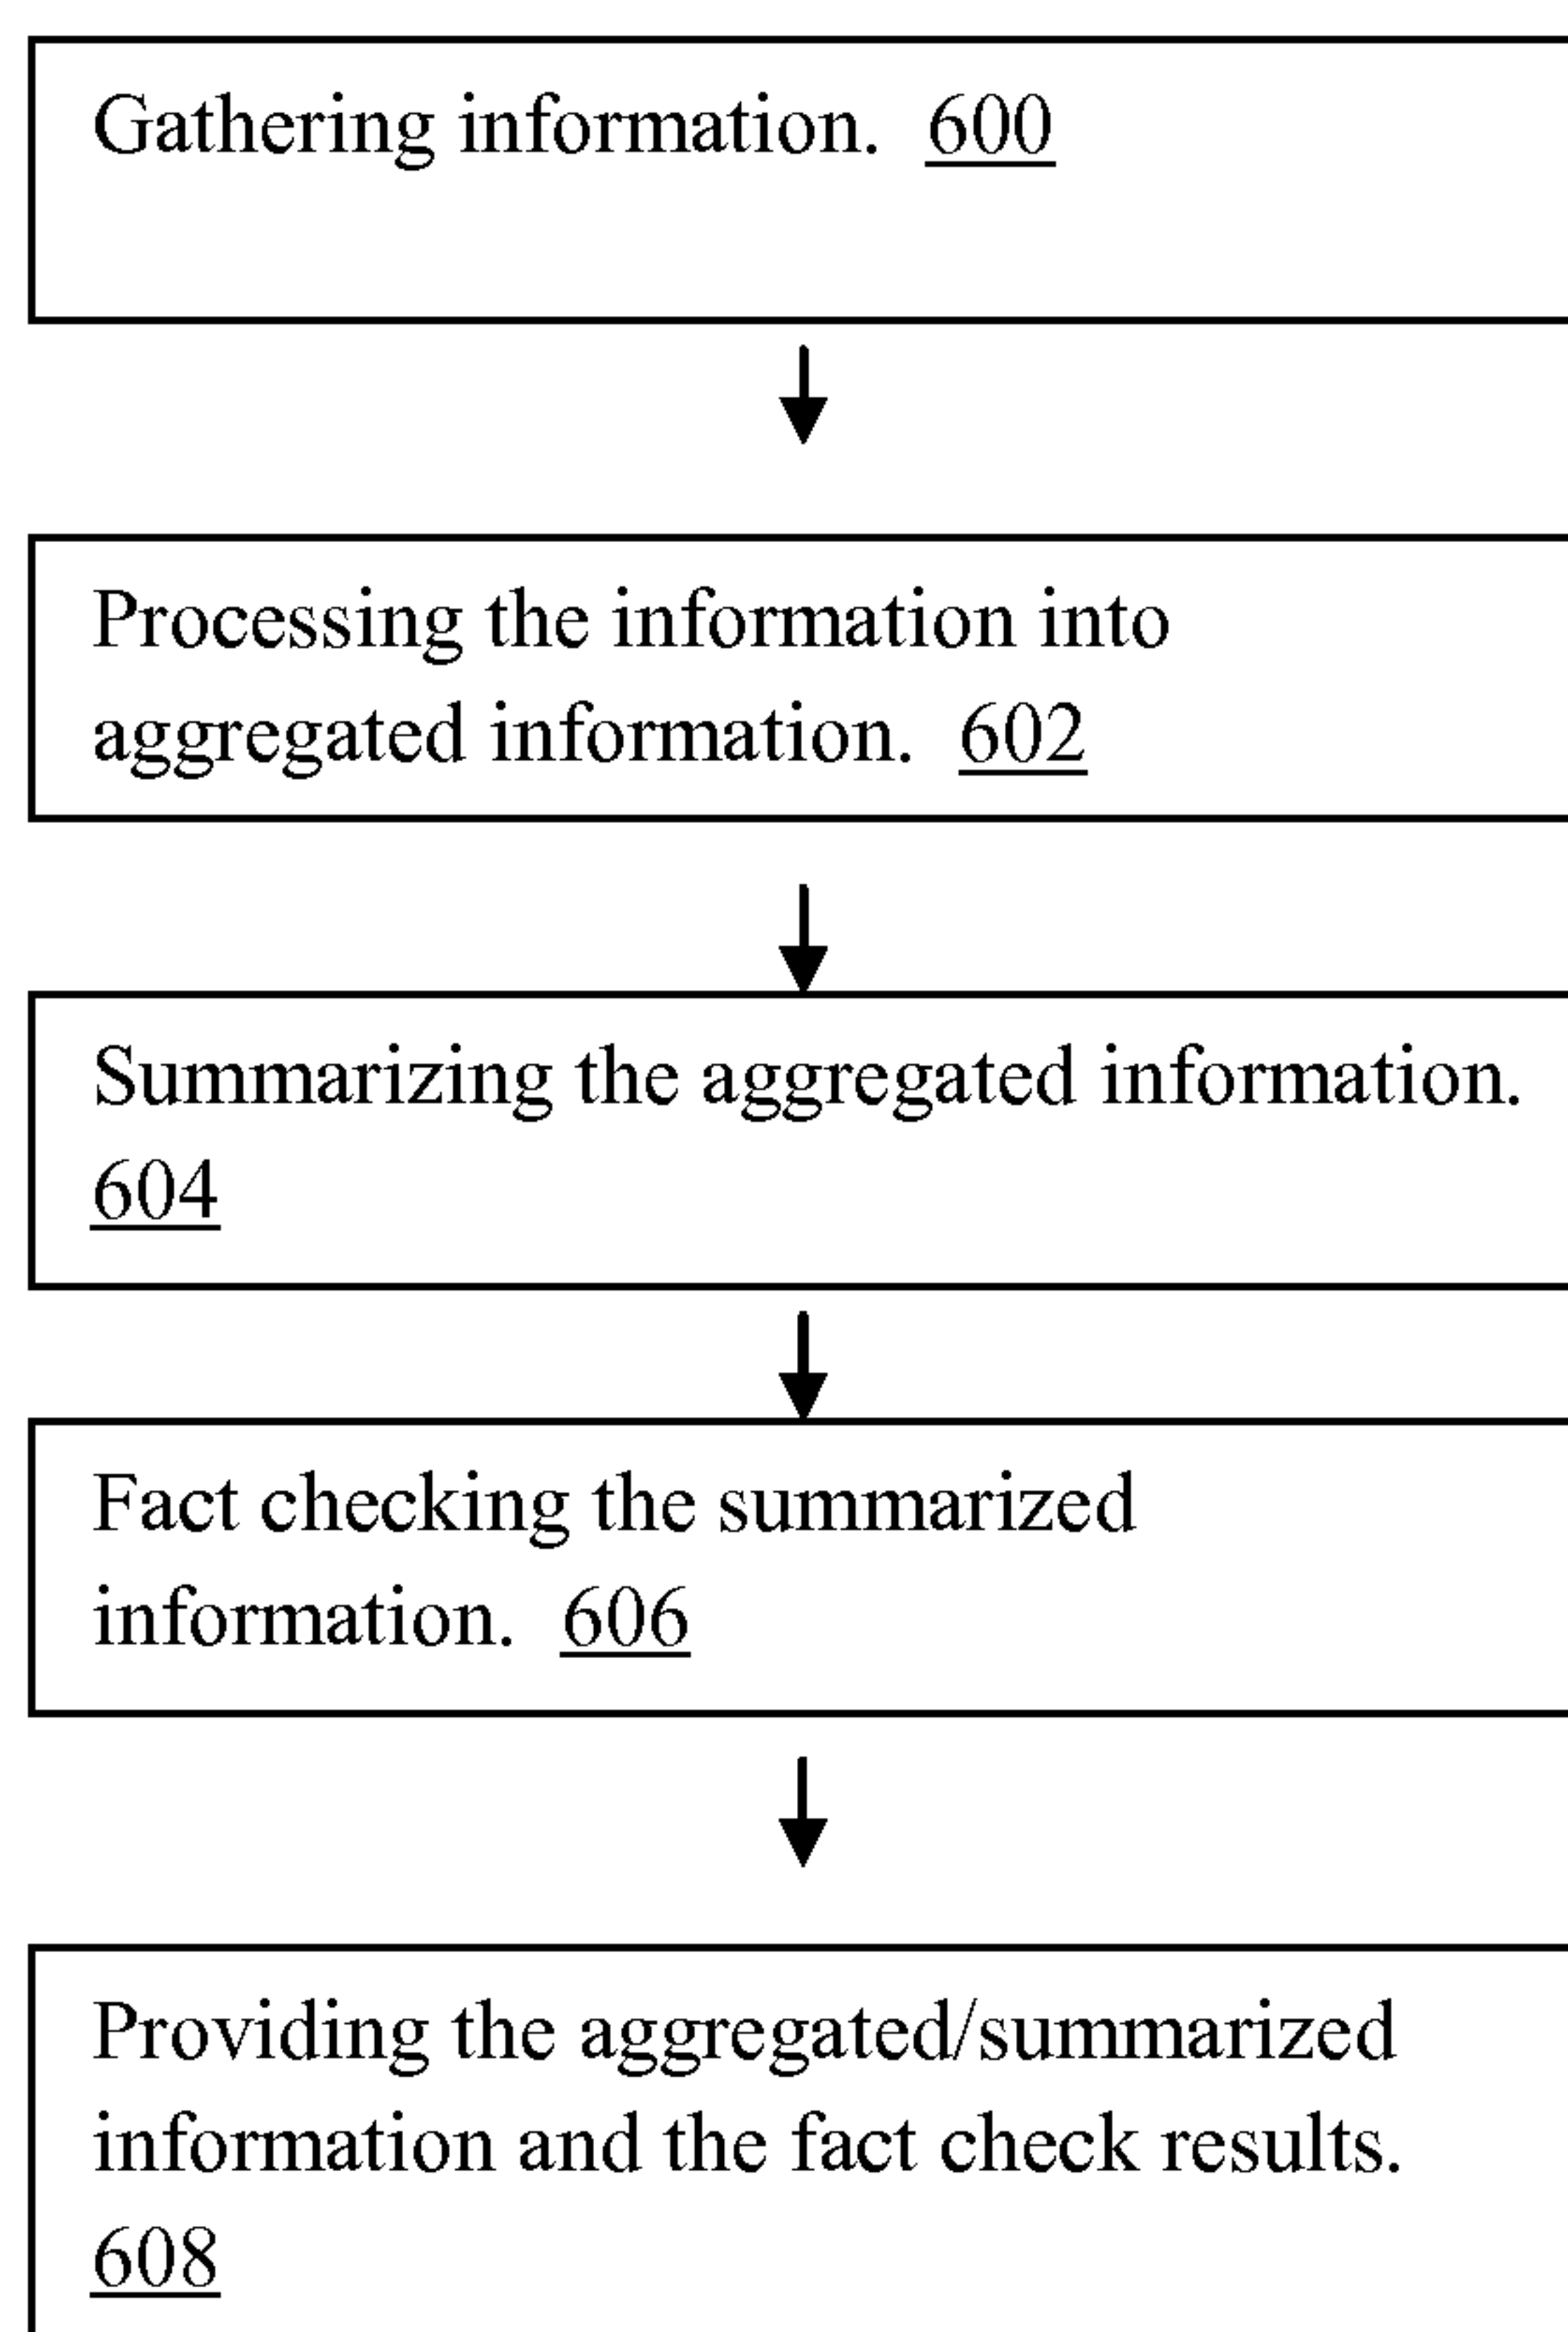 Gathering information. 600
Processing the information into
aggregated information. 602
Summarizing the aggregated information.
604
Fact checking the summarized
information. 606
Providing the aggregated/summarized
information and the fact check results.
608